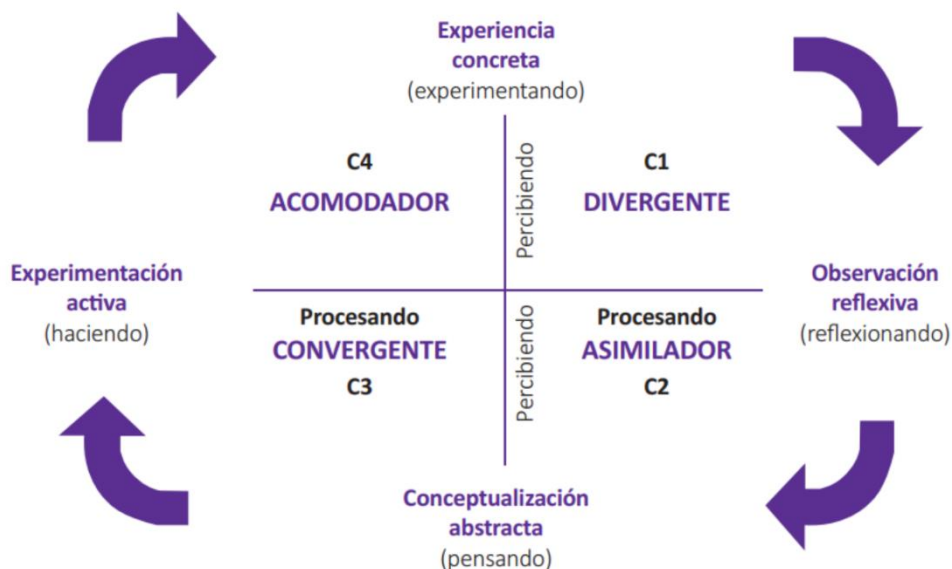 Experiencia
concreta
(experimentando)
C4
ACOMODADOR
Percibiendo
C1
DIVERGENTE
Experimentación
activa
(haciendo)
Observación
reflexiva
(reflexionando)
Procesando
CONVERGENTE
C3
Percibiendo
Procesando
ASIMILADOR
C2
Conceptualización
abstracta
(pensando)